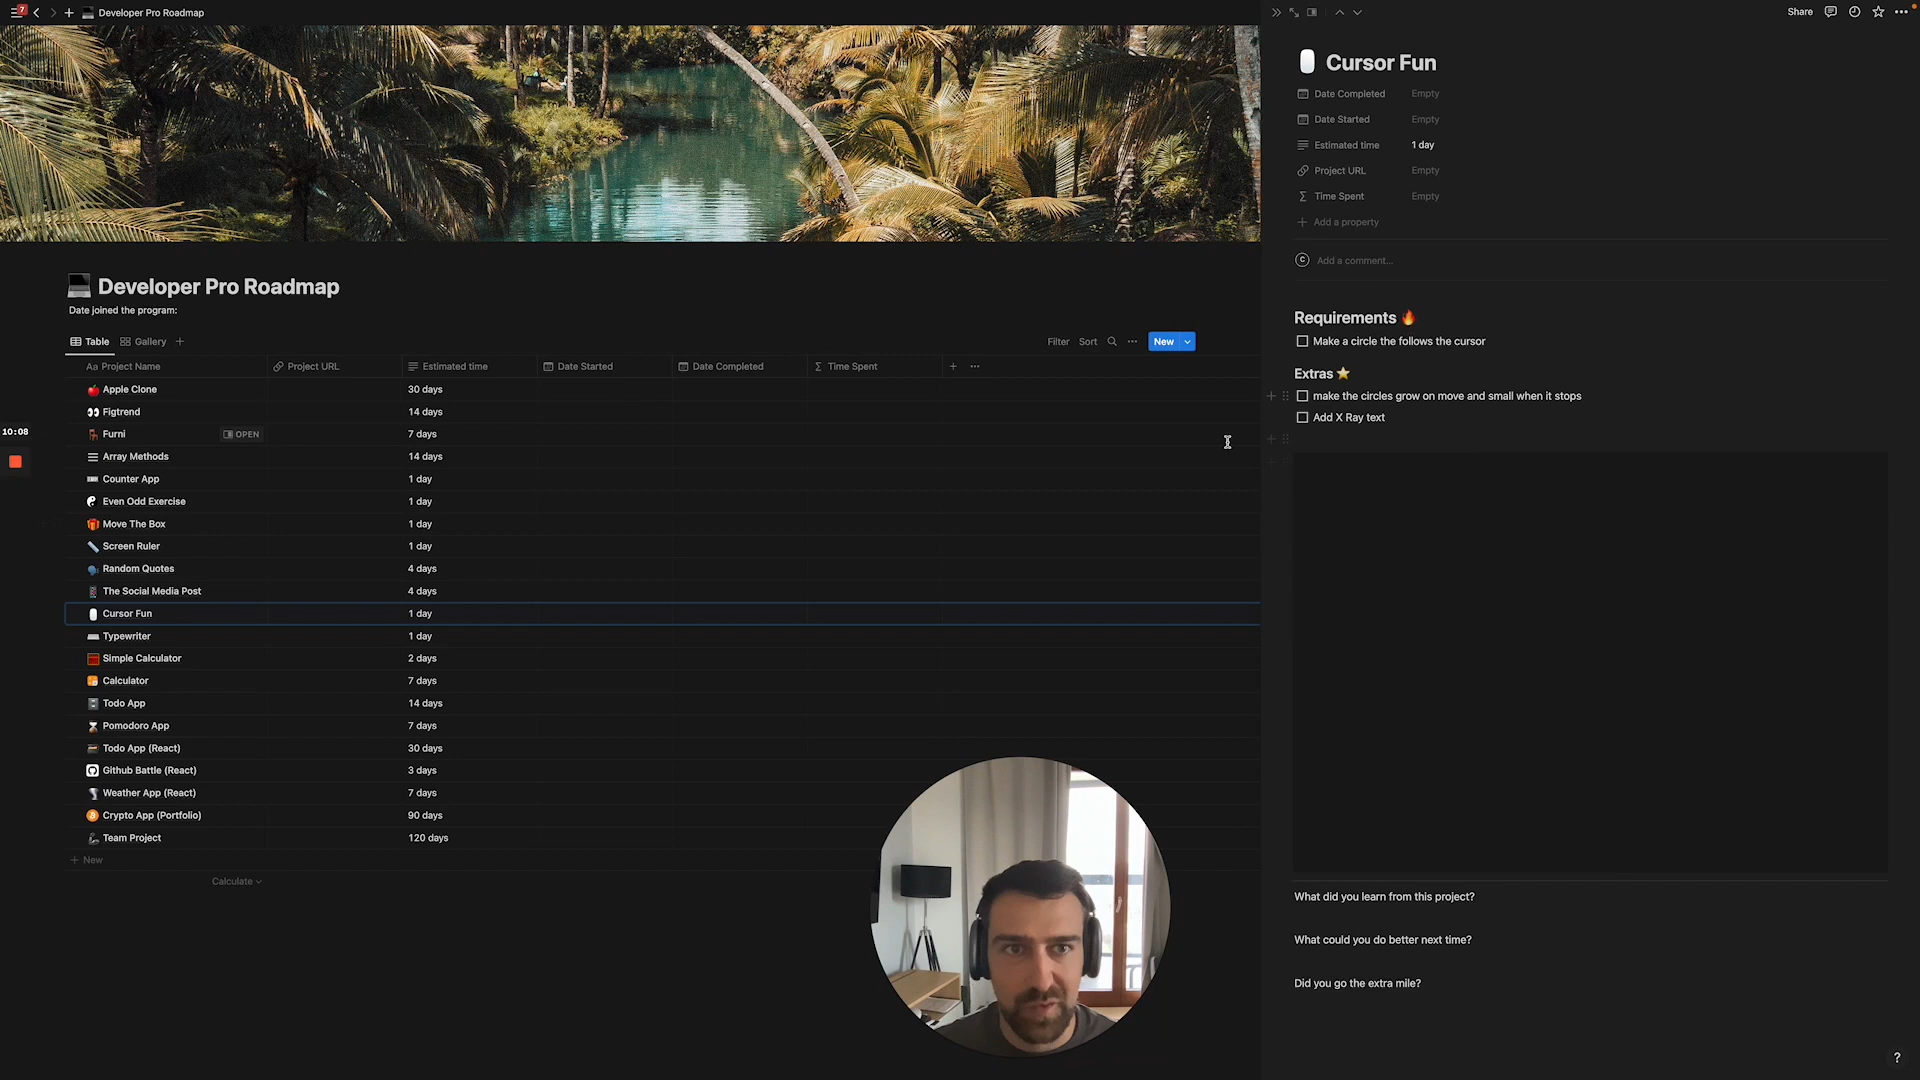 7
Developer Pro Roadmap
Share
Developer Pro Roadmap
Date joined the program:
Table
Gallery
Filter
Sort
New
Aa Project Name
Project URL
Estimated time
Date Started
Date Completed
Σ Time Spent
Apple Clone
30 days
Figtrend
14 days
Furni
OPEN
7 days
Array Methods
14 days
Counter App
1 day
Even Odd Exercise
1 day
Move The Box
1 day
Screen Ruler
1 day
Random Quotes
4 days
The Social Media Post
4 days
Cursor Fun
1 day
Typewriter
1 day
Simple Calculator
2 days
Calculator
7 days
Todo App
14 days
Pomodoro App
7 days
Todo App (React)
30 days
Github Battle (React)
3 days
Weather App (React)
7 days
Crypto App (Portfolio)
90 days
Team Project
120 days
+ New
Calculate
10:08
Cursor Fun
Date Completed
Empty
Date Started
Empty
Estimated time
1 day
Project URL
Empty
Σ Time Spent
Empty
+ Add a property
C
Add a comment...
Requirements 🔥
Make a circle the follows the cursor
Extras ⭐
make the circles grow on move and small when it stops
Add X Ray text
What did you learn from this project?
What could you do better next time?
Did you go the extra mile?
?